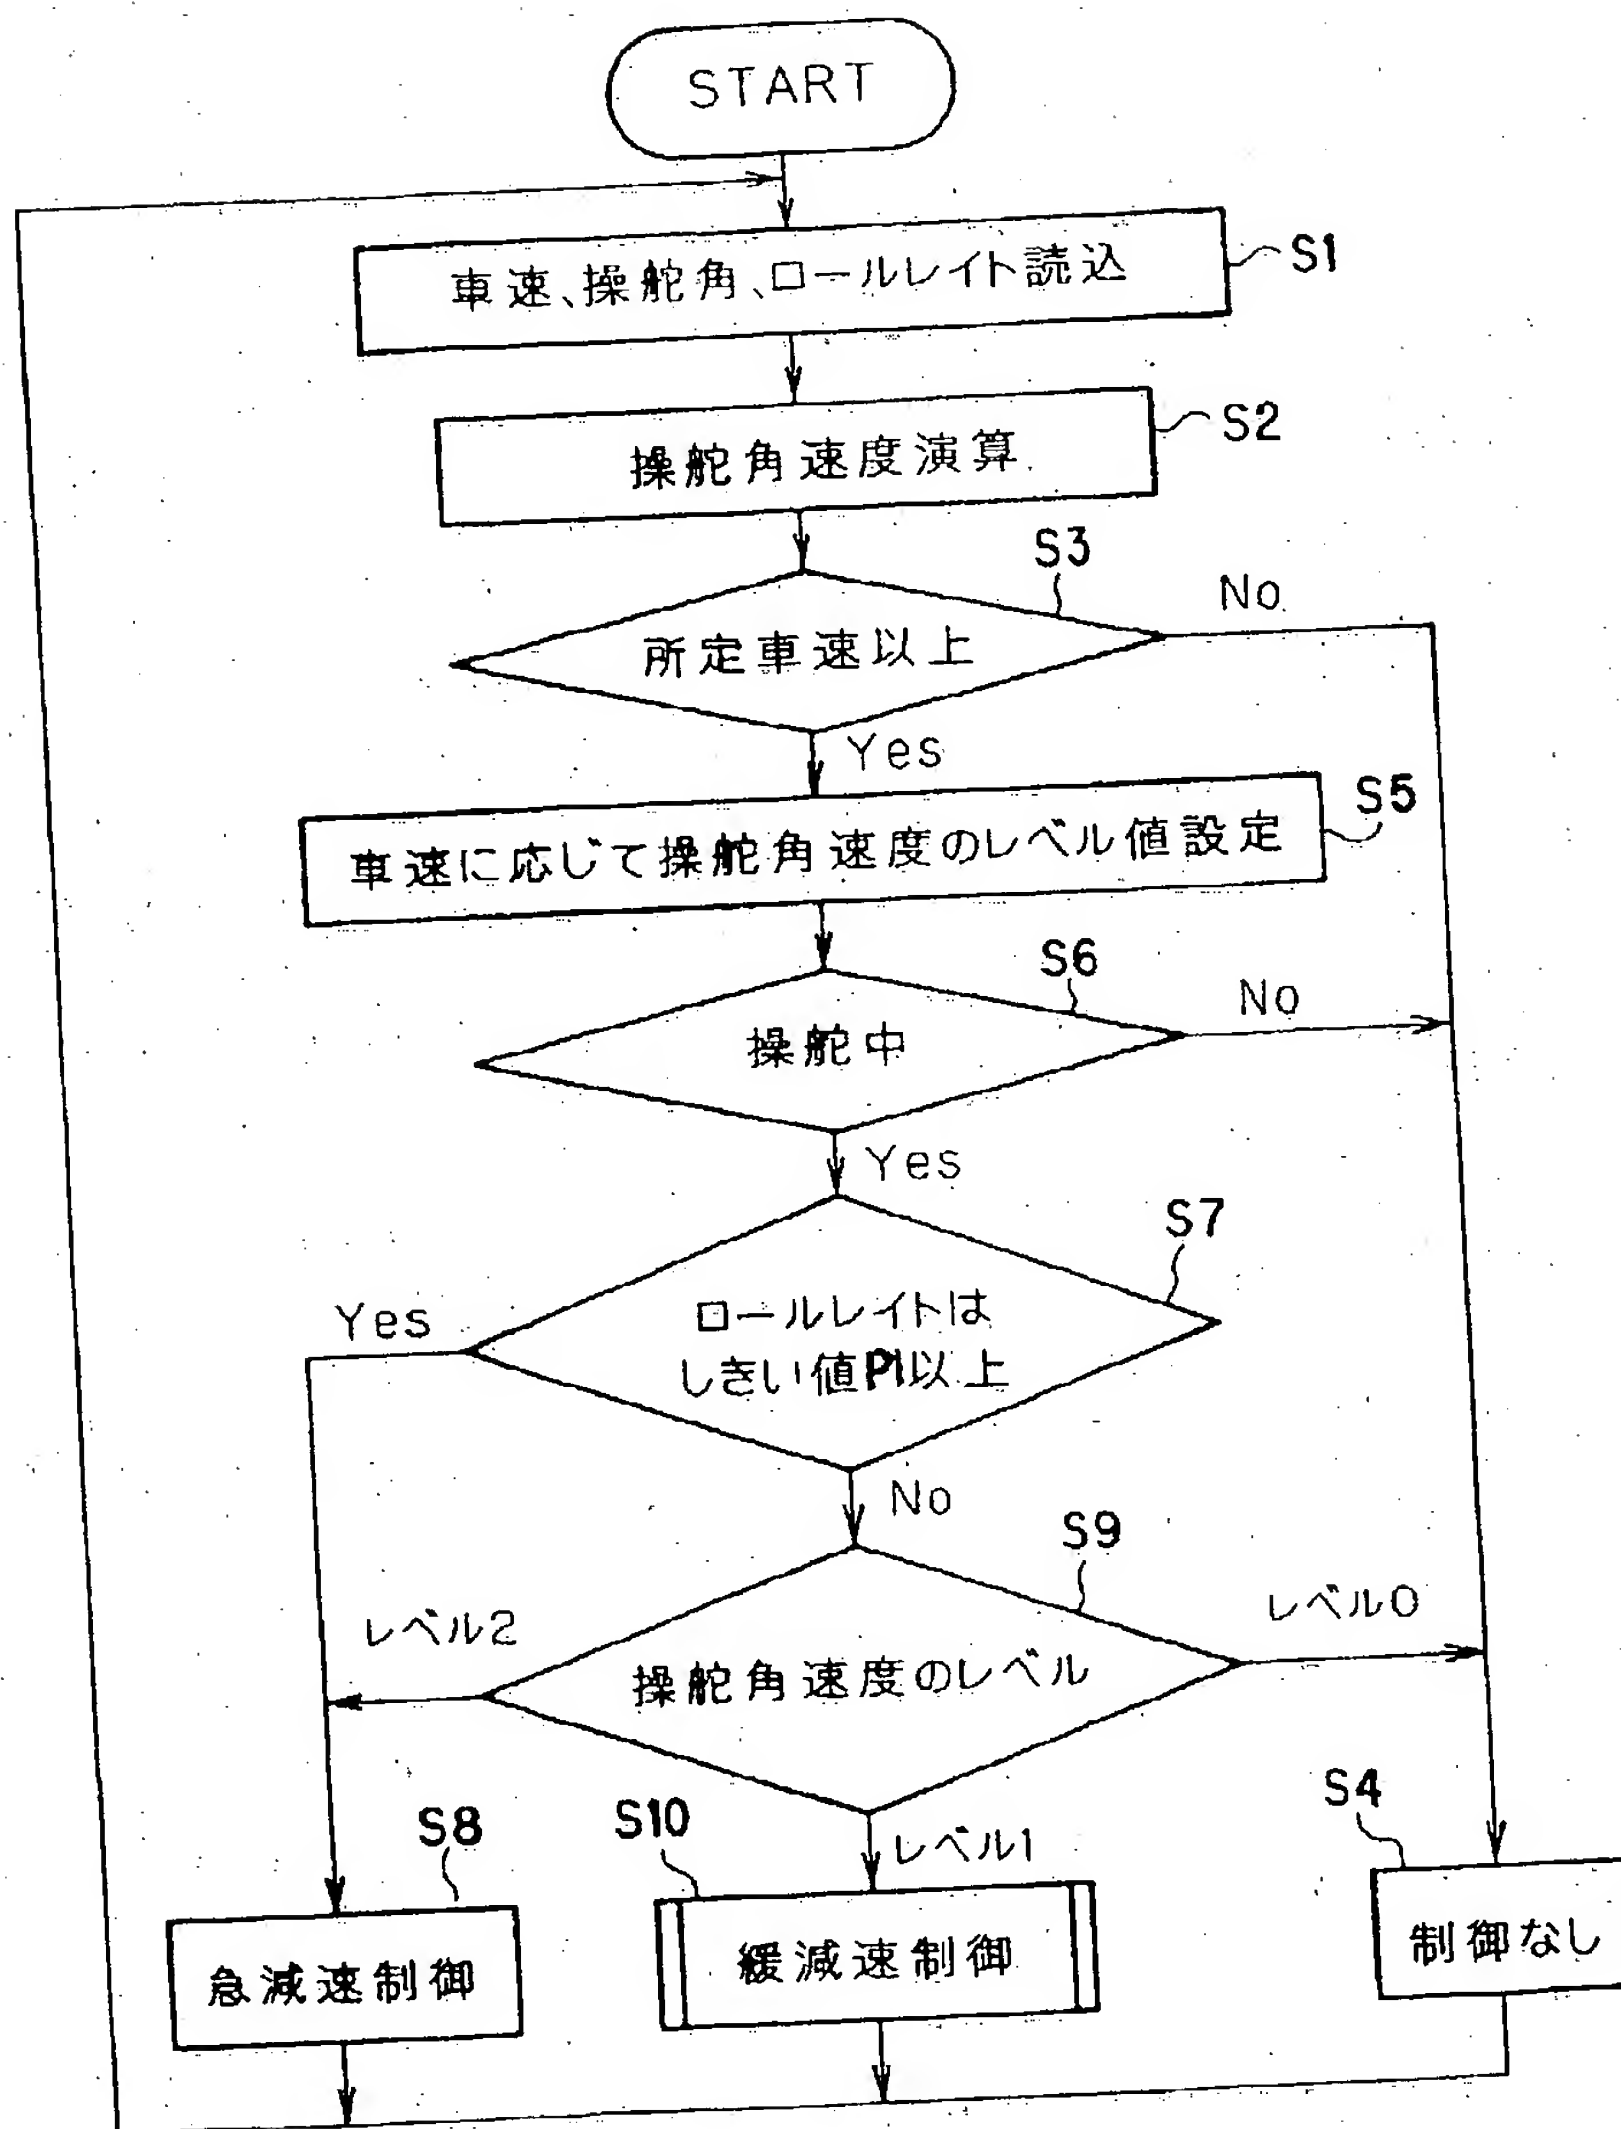 START
車速、操舵角、ロールレイト読込
S1
操舵角速度演算
S2
S3
No
所定車速以上
Yes
S5
車速に応じて操舵角速度のレベル値設定
S6
No
操舵中
Yes
S7
Yes
ロールレイトは
しきい値P1以上
No
S9
レベル2
レベル0
操舵角速度のレベル
S8
S10
レベル1
S4
急減速制御
緩減速制御
制御なし